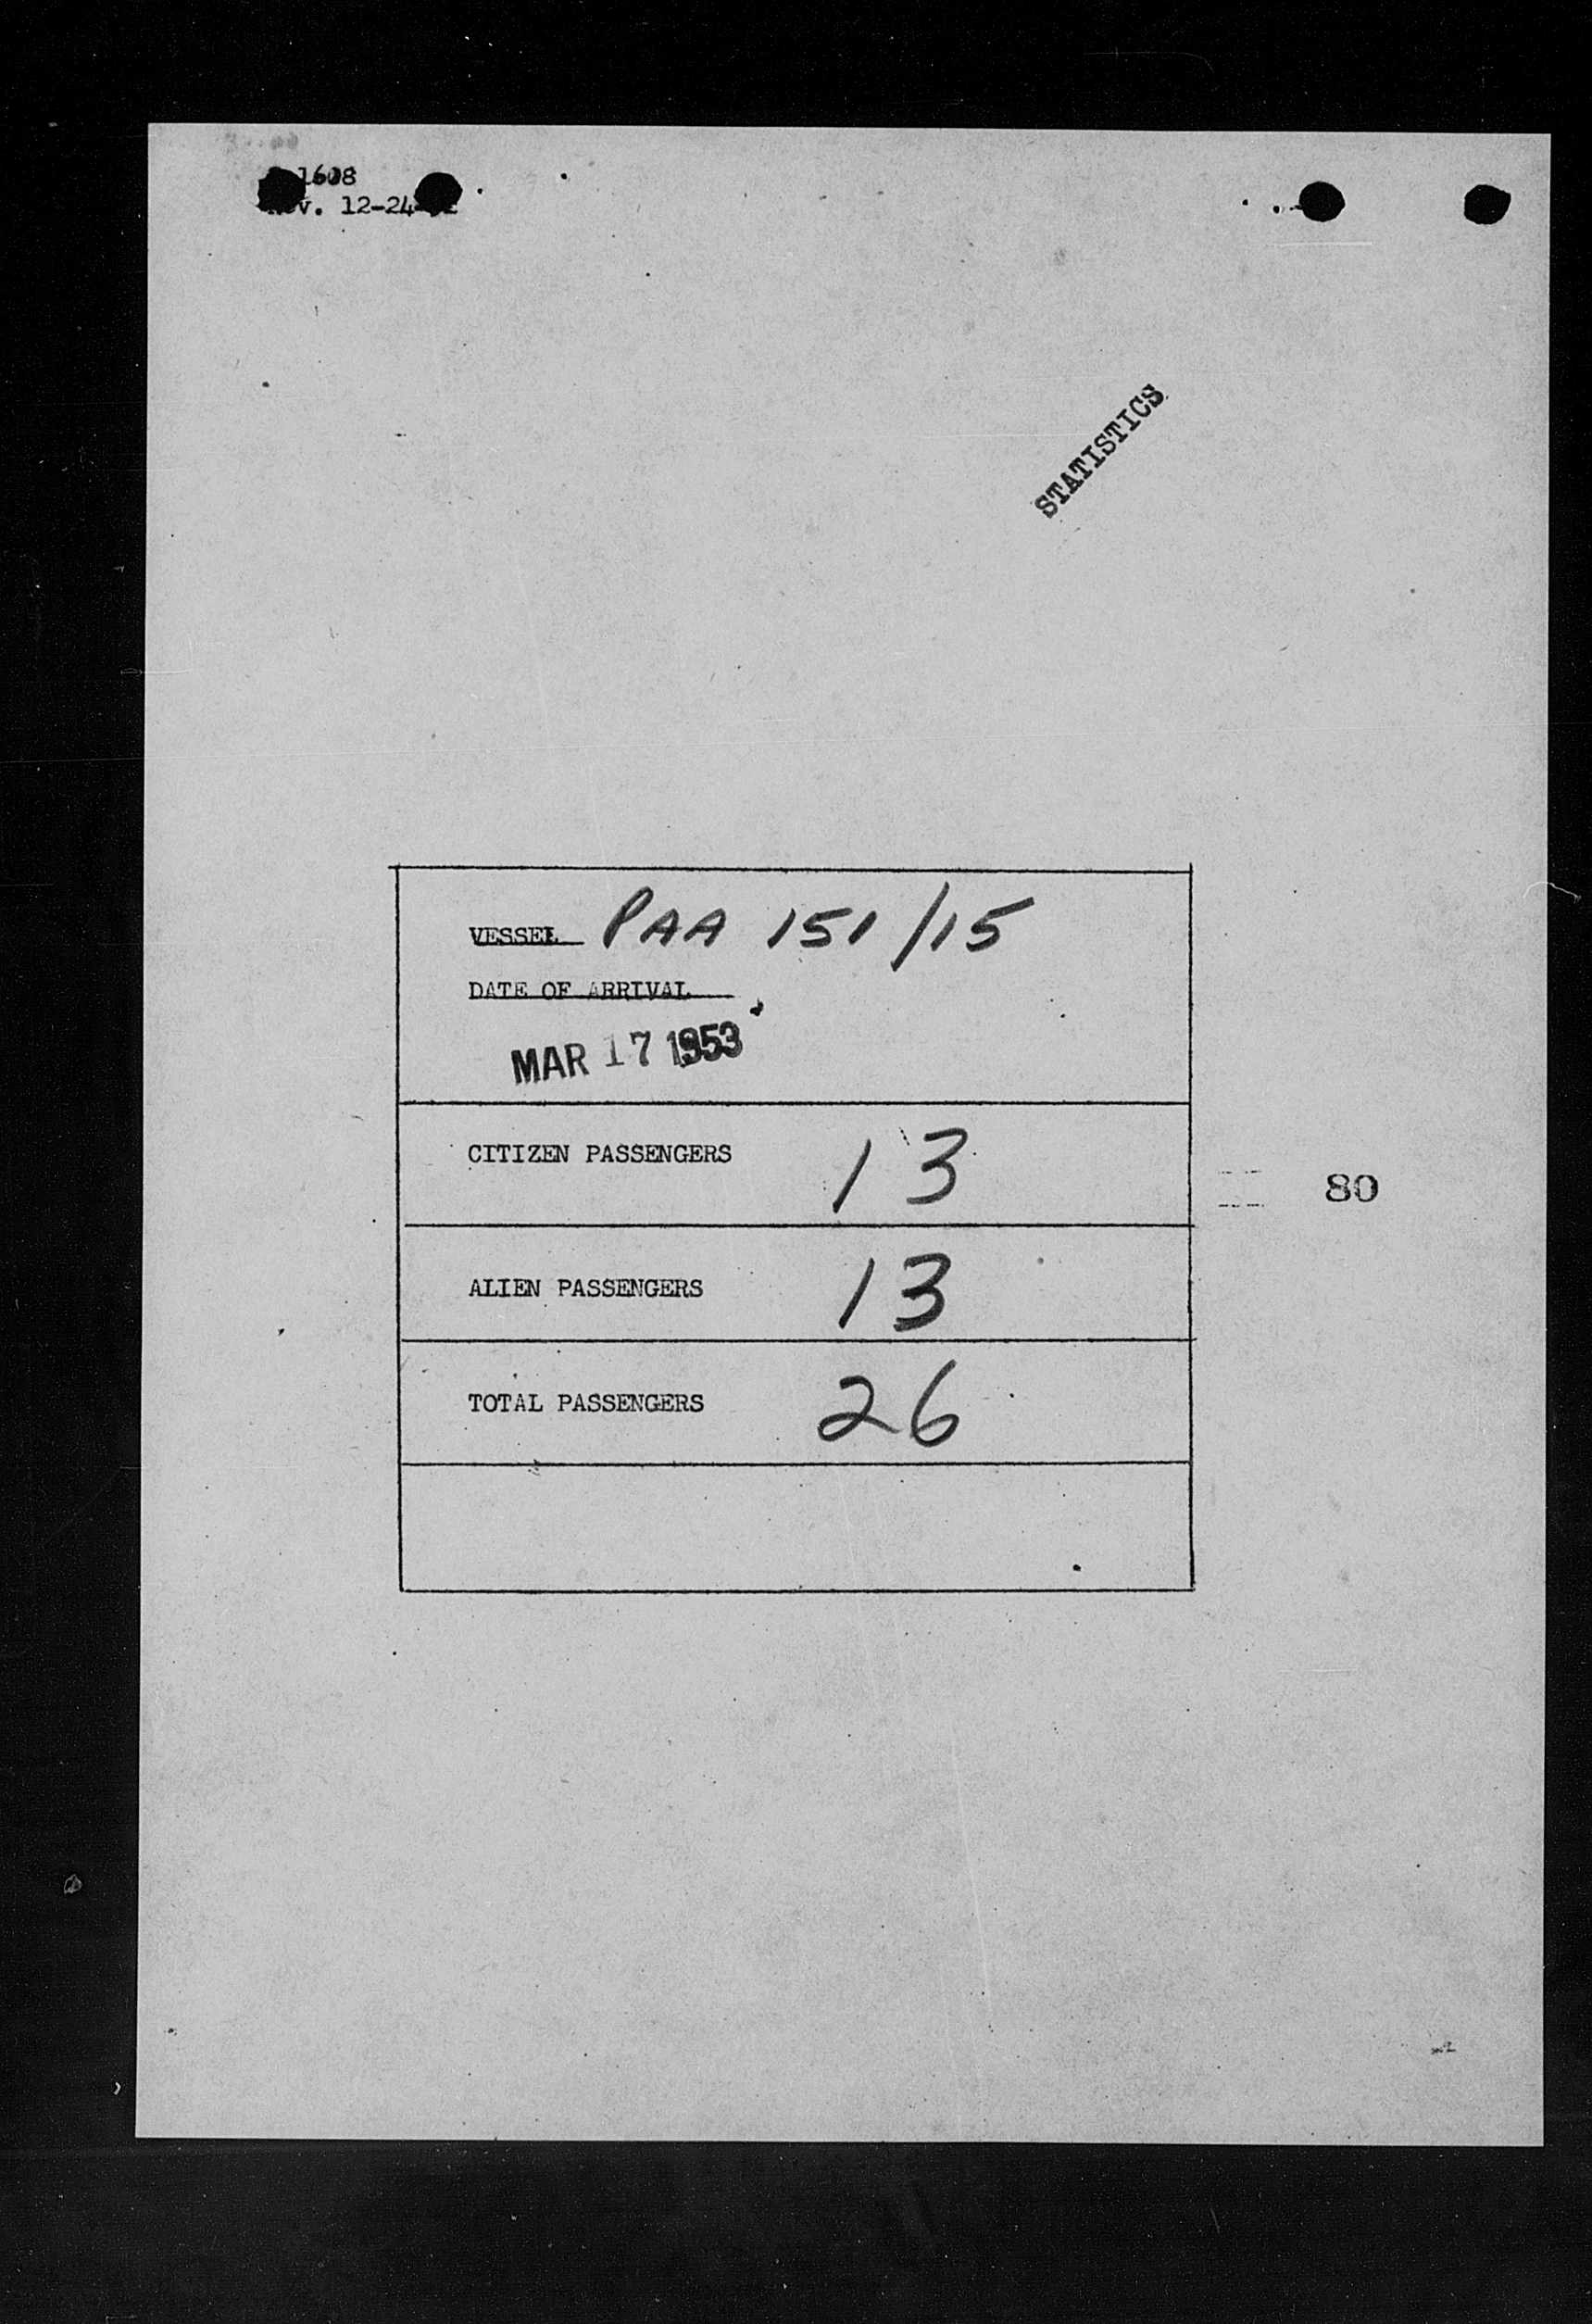 1608
12-24
STATISTICS
VESSEL PAA 151/15
DATE OF ARRIVAL
MAR 17 1953
CITIZEN PASSENGERS 13
80
ALIEN PASSENGERS 13
TOTAL PASSENGERS 26